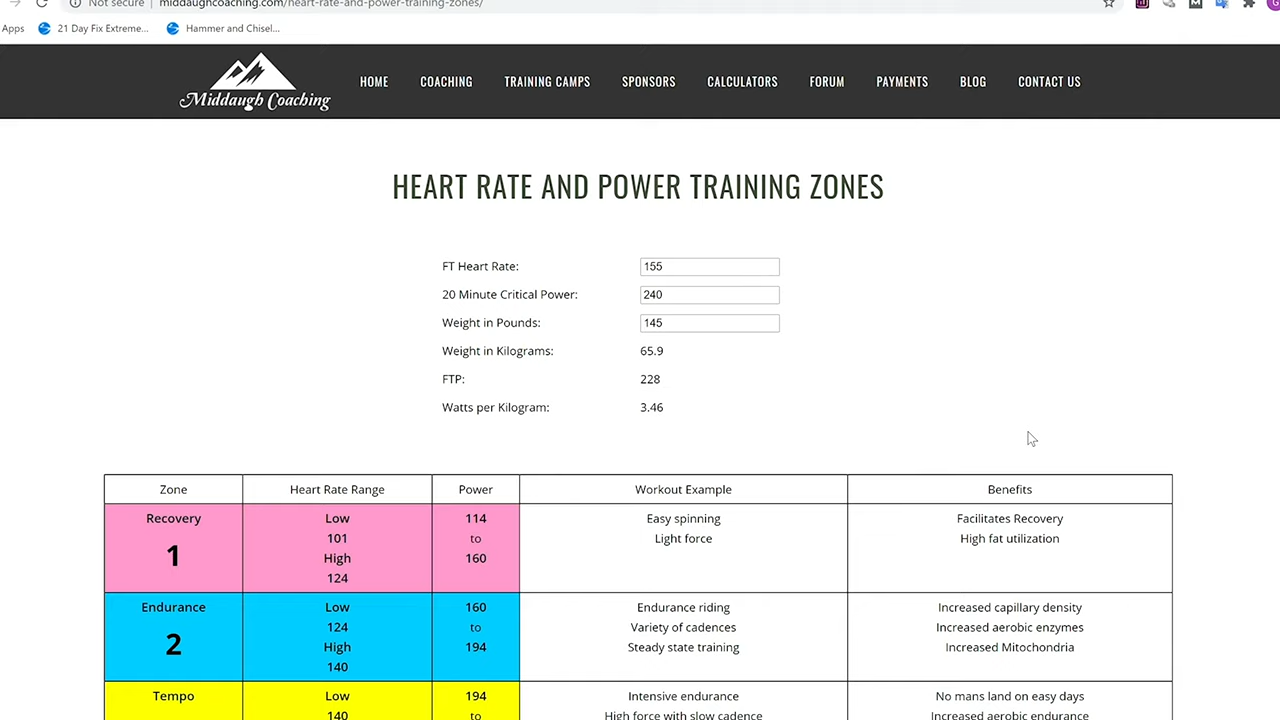 Not secure | middaughcoaching.com/heart-rate-and-power-training-zones/
Apps 21 Day Fix Extreme... Hammer and Chisel...
Middaugh Coaching
HOME COACHING TRAINING CAMPS SPONSORS CALCULATORS FORUM PAYMENTS BLOG CONTACT US
HEART RATE AND POWER TRAINING ZONES
FT Heart Rate: 155
20 Minute Critical Power: 240
Weight in Pounds: 145
Weight in Kilograms: 65.9
FTP: 228
Watts per Kilogram: 3.46
Zone Heart Rate Range Power Workout Example Benefits
Recovery Low 114 Easy spinning Facilitates Recovery
101 to Light force High fat utilization
1 High 160
124
Endurance Low 160 Endurance riding Increased capillary density
124 to Variety of cadences Increased aerobic enzymes
2 High 194 Steady state training Increased Mitochondria
140
Tempo Low 194 Intensive endurance No mans land on easy days
140 to High force with slow cadence Increased aerobic endurance